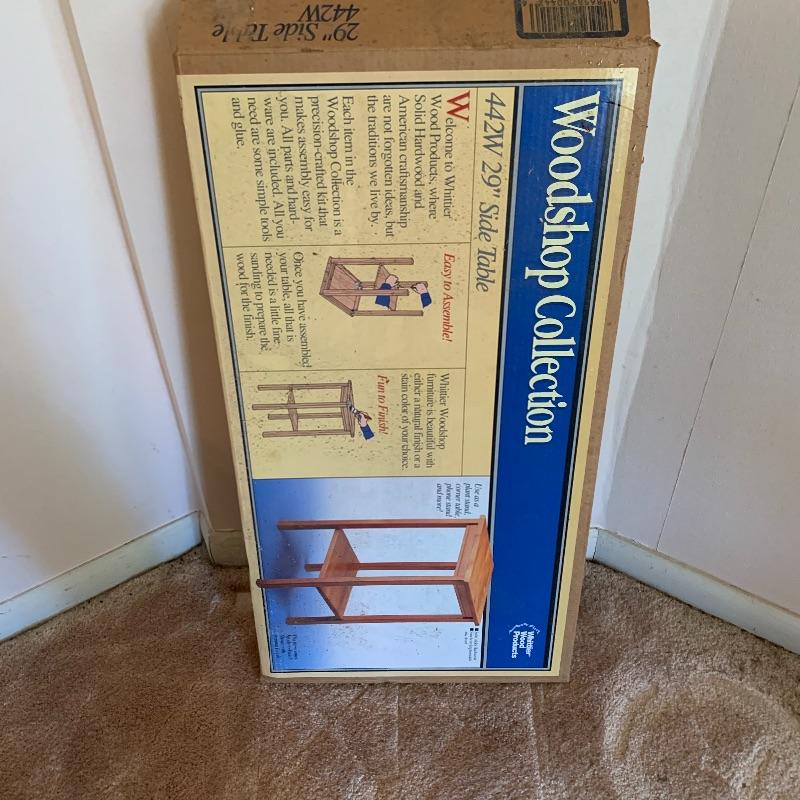 29" Side Table
442W
Woodshop Collection
442W 29" Side Table
Welcome to Whittier
Wood Products, where
Solid Hardwood and
American craftsmanship
are not forgotten ideas, but
the traditions we live by.
Each item in the
Woodshop Collection is a
precision-crafted kit that
makes assembly easy for
you. All parts and hard-
ware are included. All you
need are some simple tools
and glue.
Easy to Assemble!
Once you have assembled
your table, all that is
needed is a little fine
sanding to prepare the
wood for the finish.
Whittier Woodshop
furniture is beautiful with
either a natural finish or a
stain color of your choice.
Fun to Finish!
Use as a
plant stand,
corner table,
phone stand
and more!
Whittier
Wood
Products